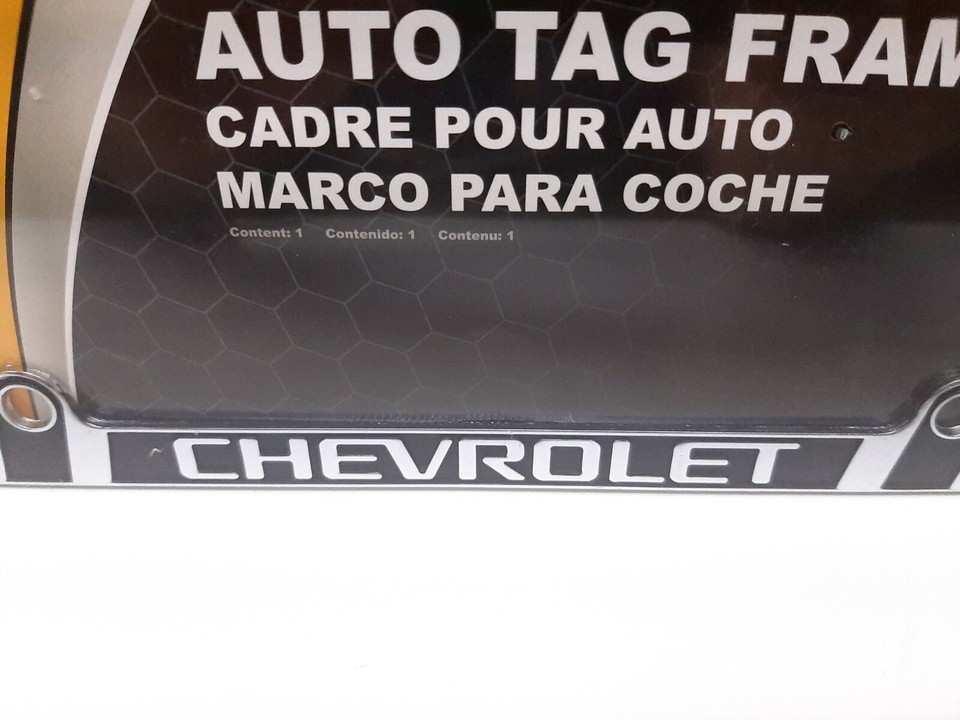 AUTO TAG FRAM
CADRE POUR AUTO
MARCO PARA COCHE
Content: 1 Contenido: 1 Contenu: 1
CHEVROLET